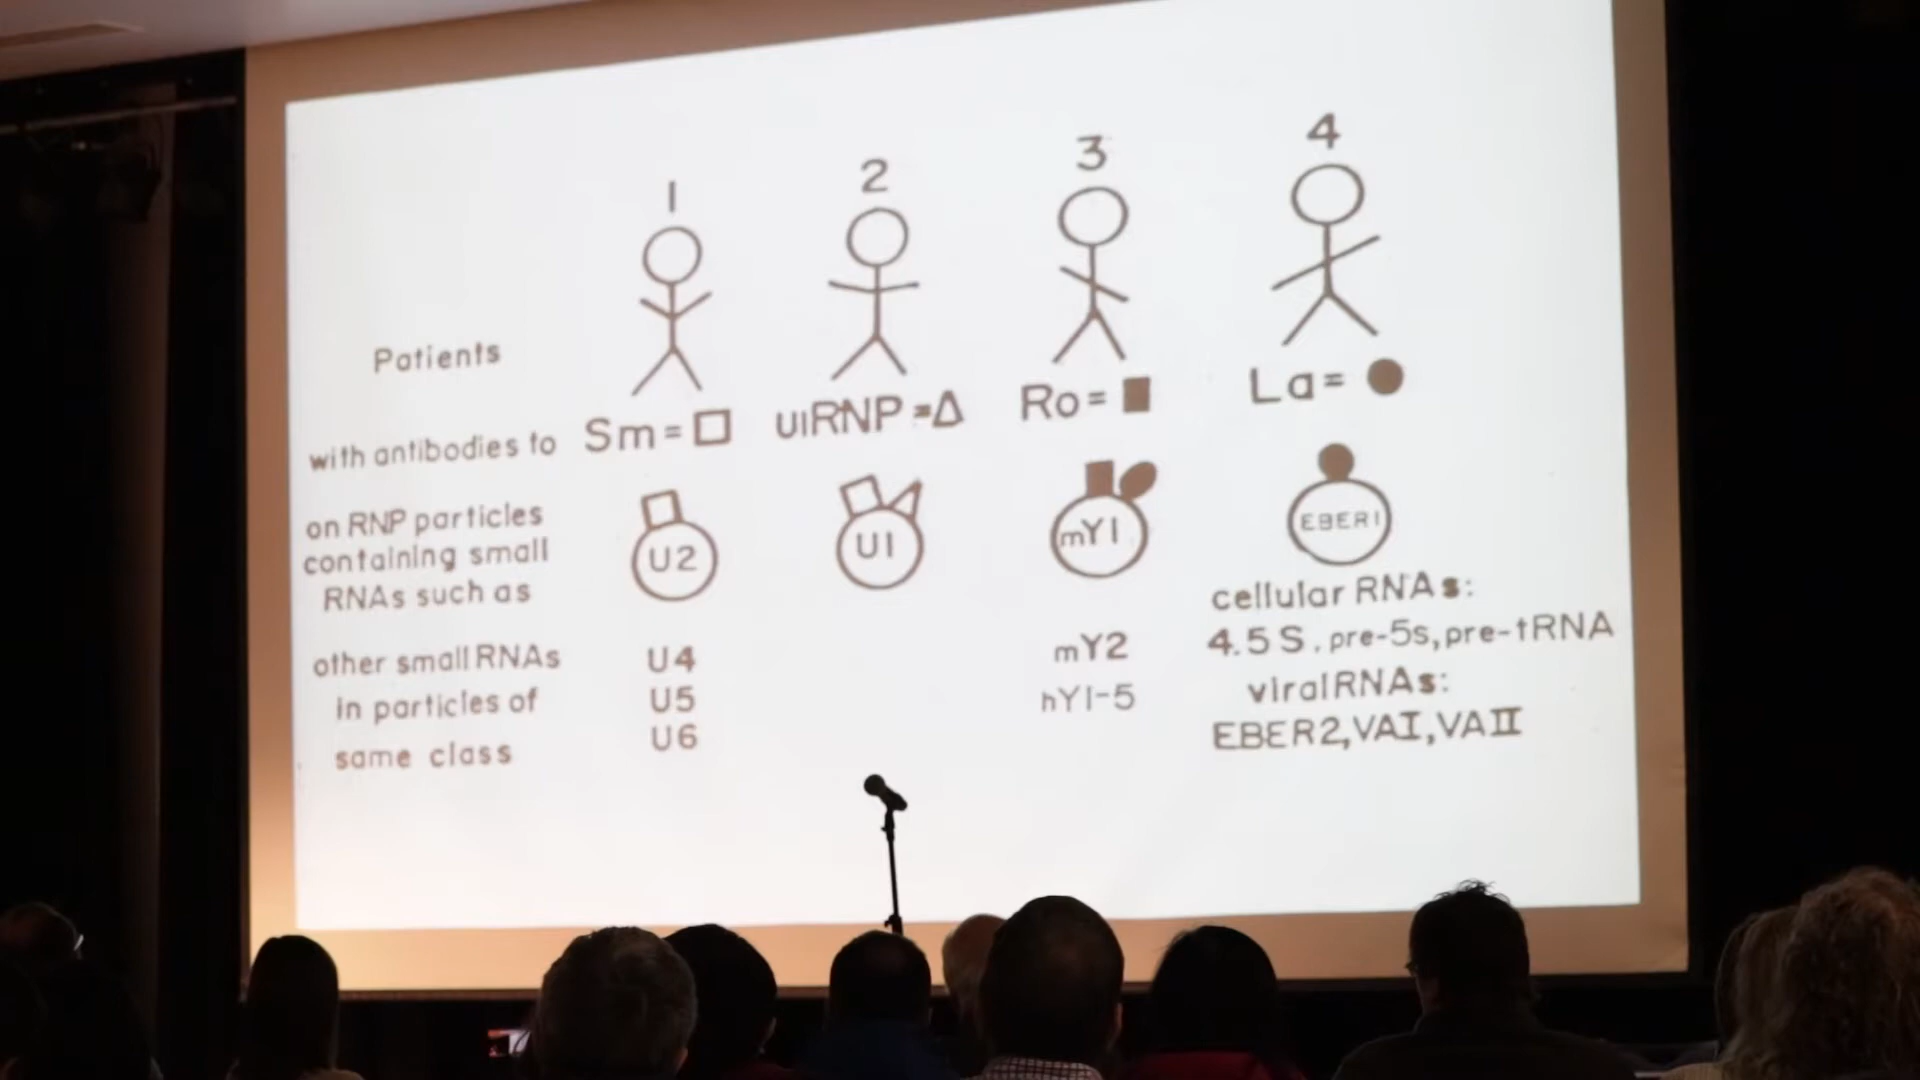 1 2 3 4
Patients
with antibodies to Sm = □ U1RNP = Δ Ro = ■ La = ●
on RNP particles
containing small
RNAs such as
U2 U1 mY1 EBER1
other small RNAs
in particles of
same class
U4
U5
U6
mY2
hY1-5
cellular RNAs:
4.5 S, pre-5s, pre-tRNA
viral RNAs:
EBER2, VAI, VAII